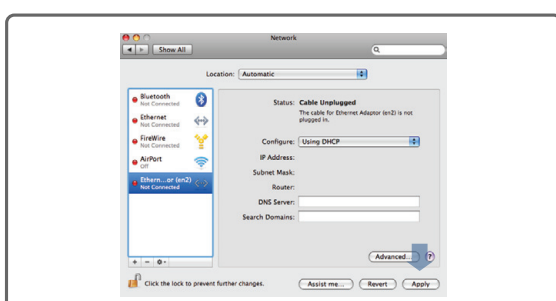 Network
Show All
Location: Automatic
Bluetooth
Not Connected
Ethernet
Not Connected
FireWire
Not Connected
AirPort
Off
Ethern...or (en2)
Not Connected
Status: Cable Unplugged
The cable for Ethernet Adaptor (en2) is not
plugged in.
Configure: Using DHCP
IP Address:
Subnet Mask:
Router:
DNS Server:
Search Domains:
Advanced...
?
Click the lock to prevent further changes.
Assist me...
Revert
Apply